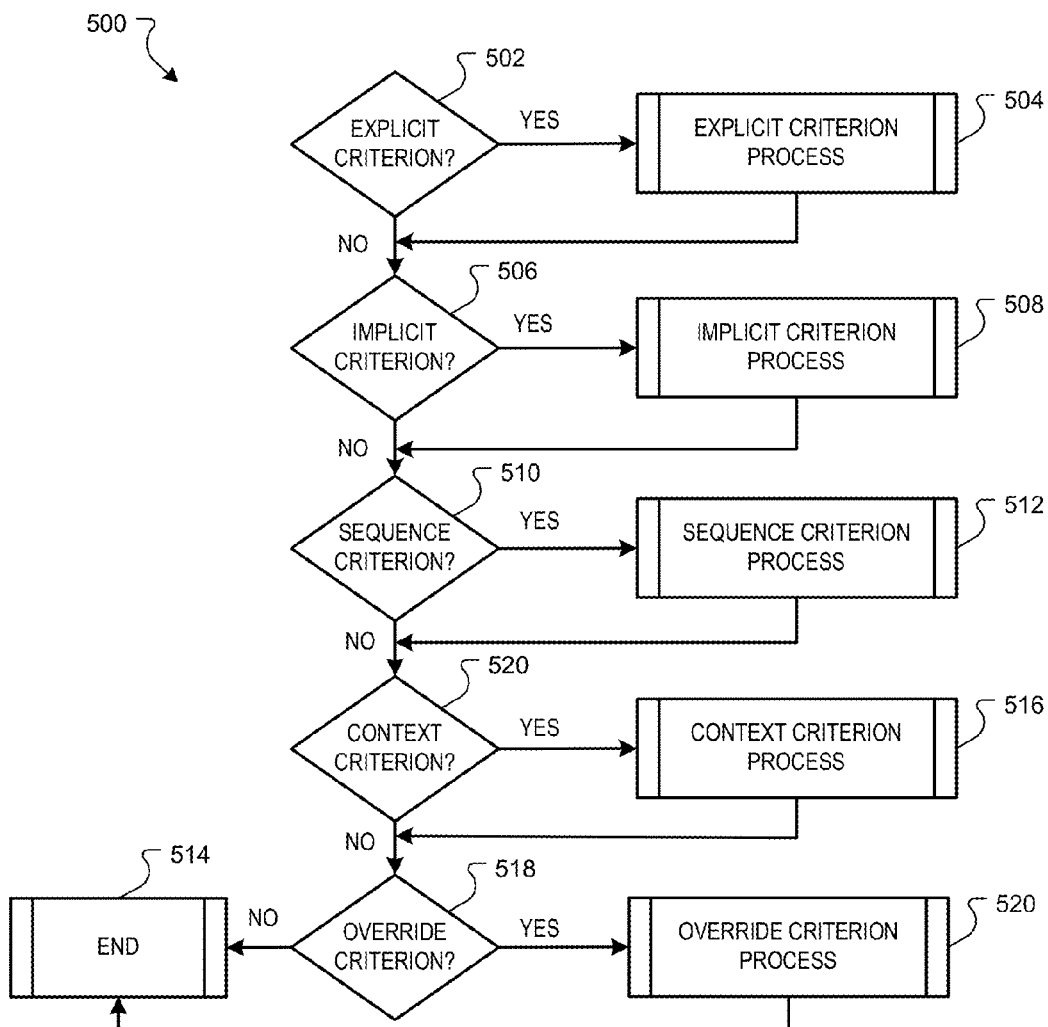 500
502
EXPLICIT
CRITERION?
YES
504
EXPLICIT CRITERION
PROCESS
NO
506
IMPLICIT
CRITERION?
YES
508
IMPLICIT CRITERION
PROCESS
NO
510
SEQUENCE
CRITERION?
YES
512
SEQUENCE CRITERION
PROCESS
NO
520
CONTEXT
CRITERION?
YES
516
CONTEXT CRITERION
PROCESS
NO
514
END
NO
518
OVERRIDE
CRITERION?
YES
520
OVERRIDE CRITERION
PROCESS